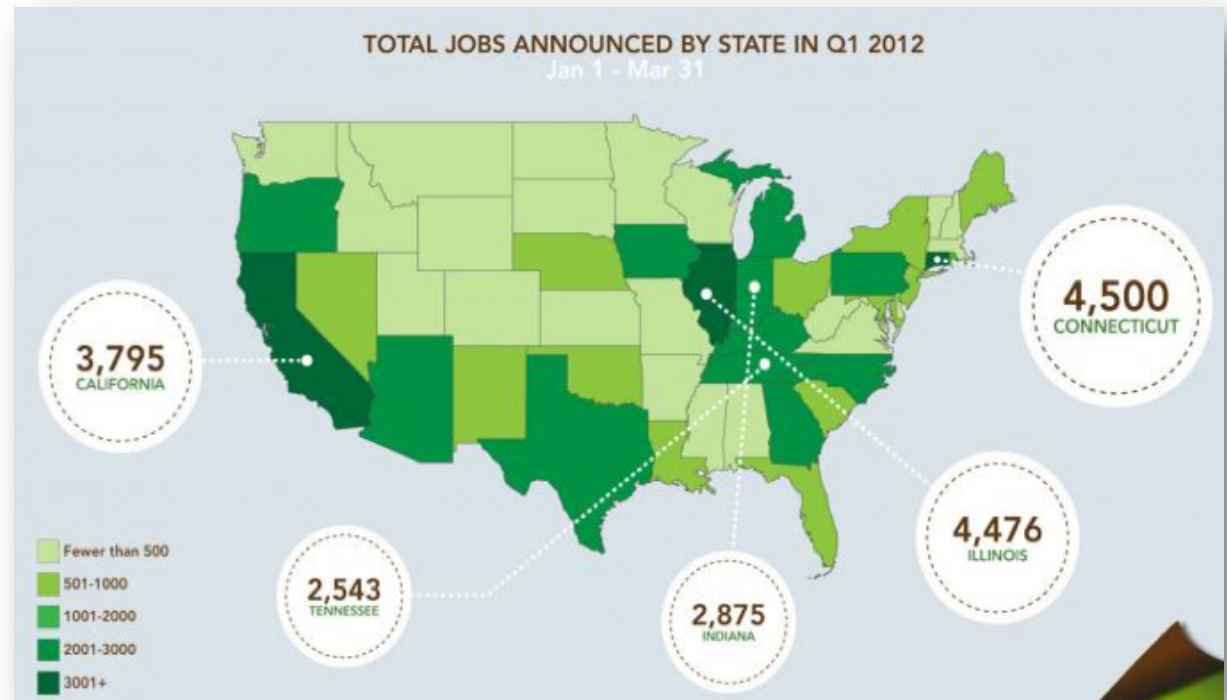 TOTAL JOBS ANNOUNCED BY STATE IN Q1 2012
Jan 1 - Mar 31
4,500
CONNECTICUT
3,795
CALIFORNIA
4,476
ILLINOIS
2,543
TENNESSEE
2,875
INDIANA
Fewer than 500
501-1000
1001-2000
2001-3000
3001+